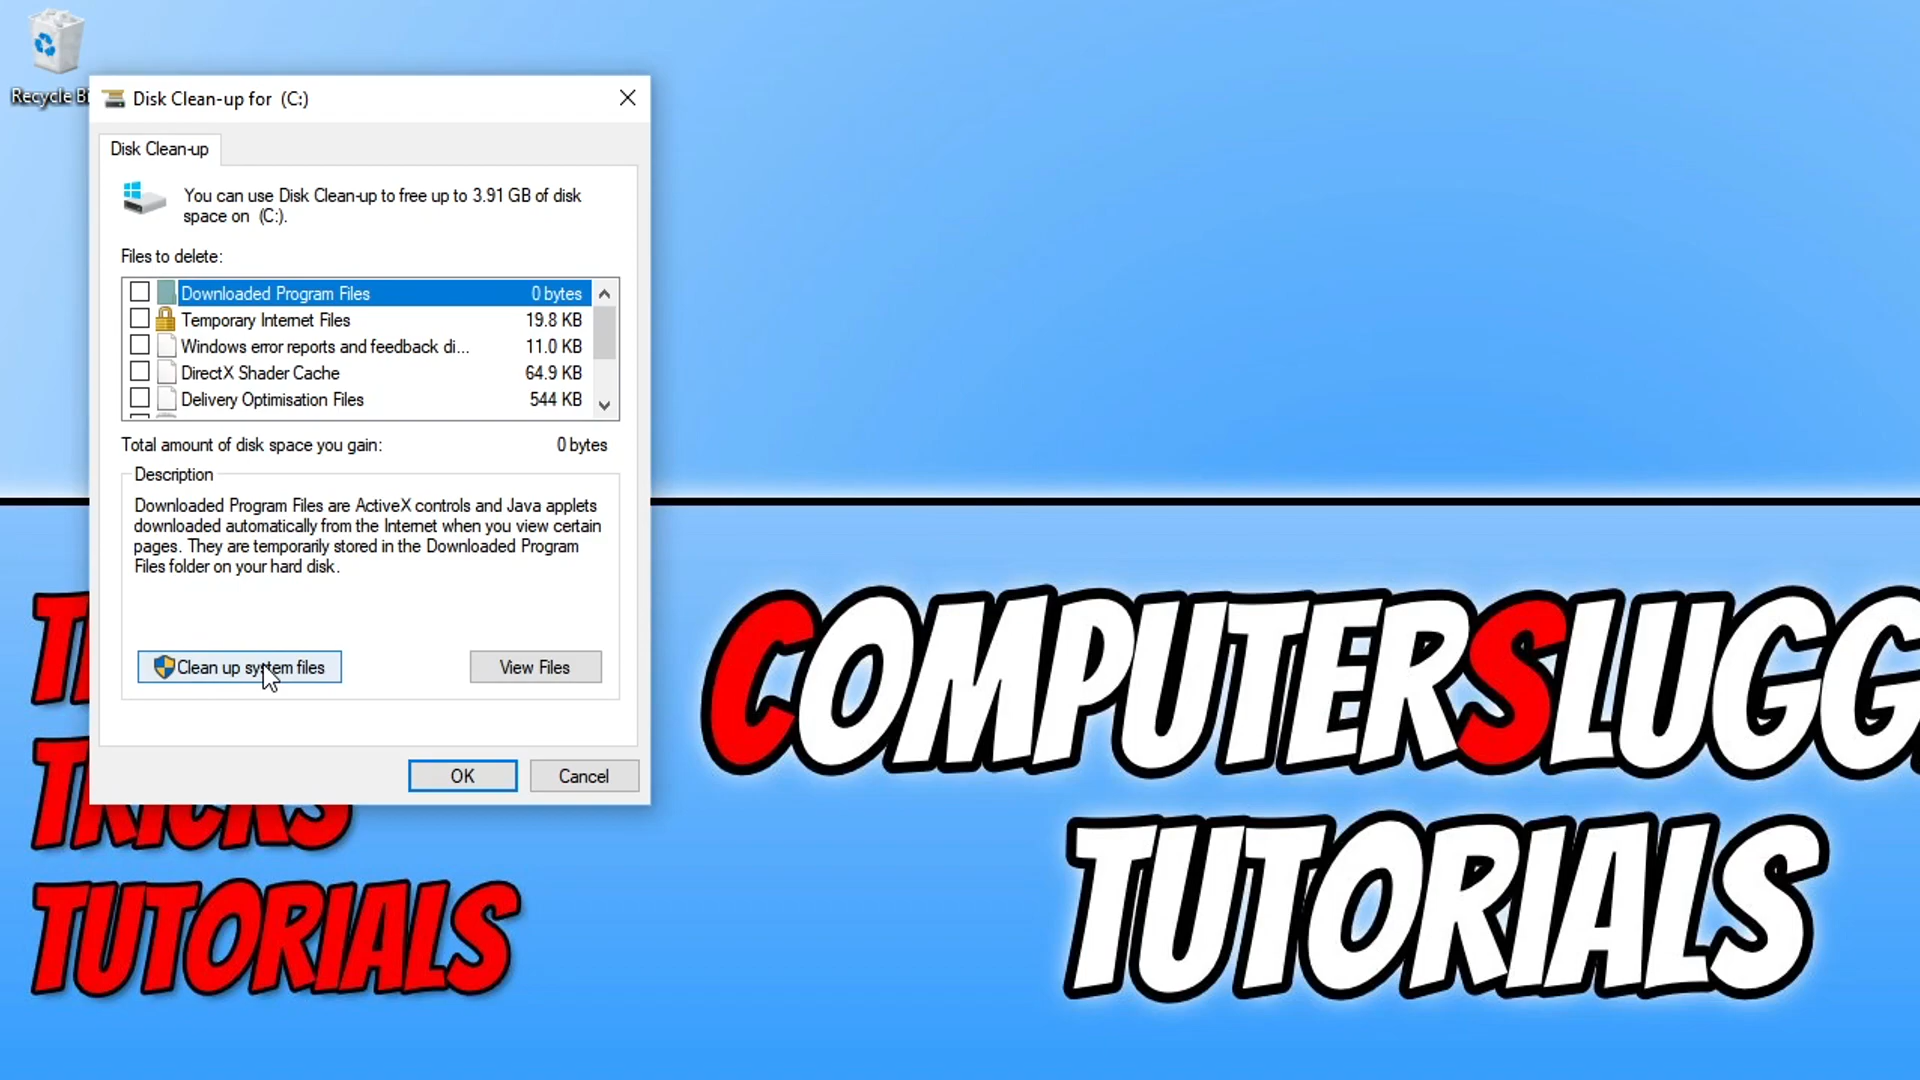 Recycle Bi
Disk Clean-up for (C:)
Disk Clean-up
You can use Disk Clean-up to free up to 3.91 GB of disk
space on (C:).
Files to delete:
Downloaded Program Files 0 bytes
Temporary Internet Files 19.8 KB
Windows error reports and feedback di... 11.0 KB
DirectX Shader Cache 64.9 KB
Delivery Optimisation Files 544 KB
Total amount of disk space you gain: 0 bytes
Description
Downloaded Program Files are ActiveX controls and Java applets
downloaded automatically from the Internet when you view certain
pages. They are temporarily stored in the Downloaded Program
Files folder on your hard disk.
Clean up system files
View Files
OK
Cancel
TRICKS
TUTORIALS
COMPUTERSLUGG
TUTORIALS